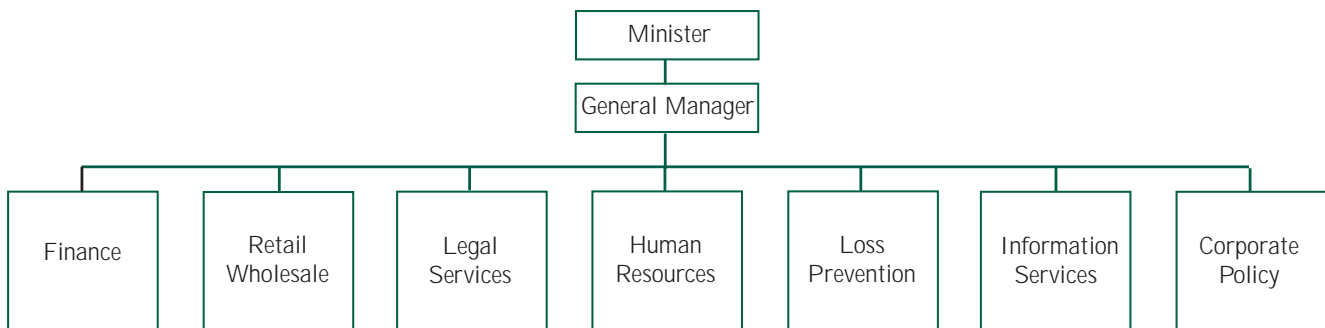 Minister
General Manager
Finance
Retail
Wholesale
Legal
Services
Human
Resources
Loss
Prevention
Information
Services
Corporate
Policy